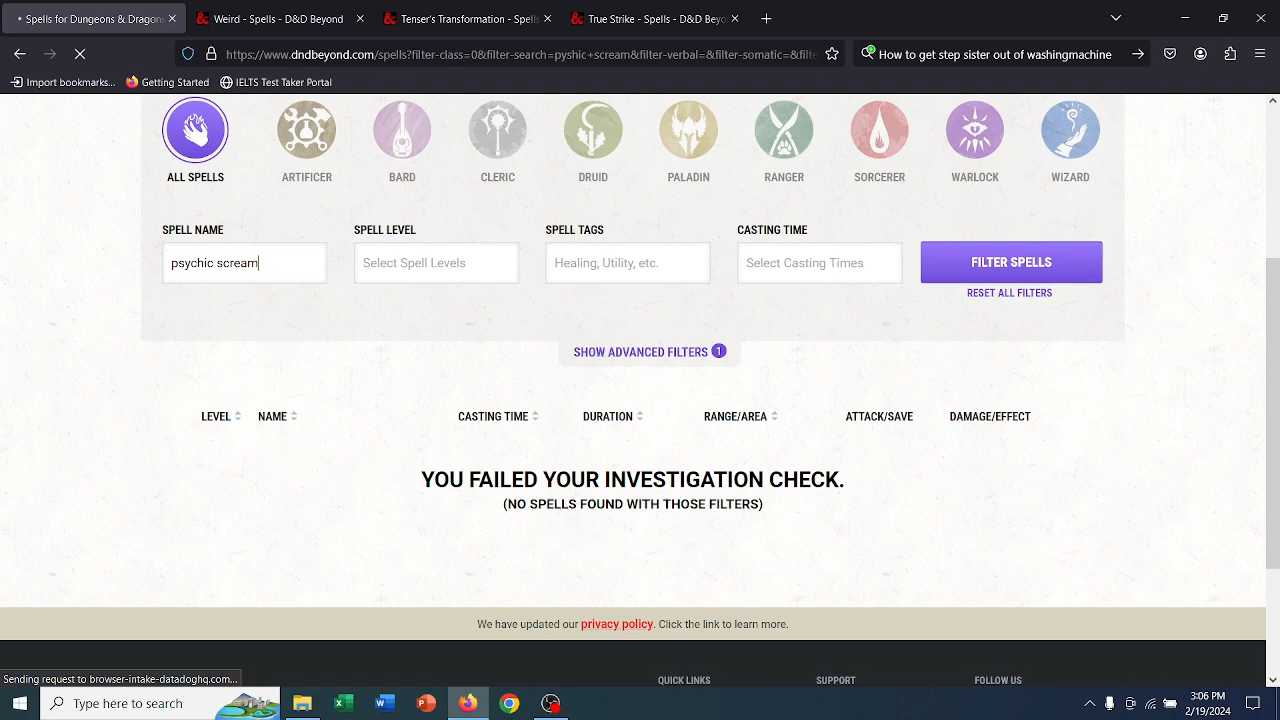 Dungeons & Dragons
Weird - Spells - D&D Beyond
Tenser's Transformation - Spells
True Strike - Spells - D&D Beyon
https://www.dndbeyond.com/spells?filter-class=0&filter-search=pyshic+scream&filter-verbal=&filter-somatic=&filte
How to get step sister out of washingmachine
Import bookmarks...
Getting Started
IELTS Test Taker Portal
ALL SPELLS
ARTIFICER
BARD
CLERIC
DRUID
PALADIN
RANGER
SORCERER
WARLOCK
WIZARD
SPELL NAME
SPELL LEVEL
SPELL TAGS
CASTING TIME
psychic scream
Select Spell Levels
Healing, Utility, etc.
Select Casting Times
FILTER SPELLS
RESET ALL FILTERS
SHOW ADVANCED FILTERS 1
LEVEL
NAME
CASTING TIME
DURATION
RANGE/AREA
ATTACK/SAVE
DAMAGE/EFFECT
YOU FAILED YOUR INVESTIGATION CHECK.
(NO SPELLS FOUND WITH THOSE FILTERS)
We have updated our privacy policy. Click the link to learn more.
Sending request to browser-intake-datadoghq.com...
QUICK LINKS
SUPPORT
FOLLOW US
Type here to search
3:06 PM
2/19/2024